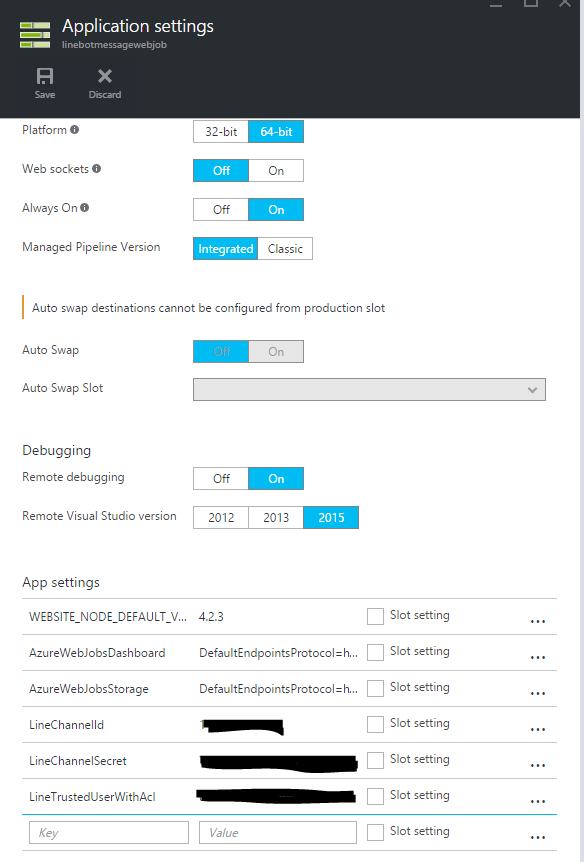 Application settings
linebotmessagewebjob
Save
Discard
Platform
32-bit
64-bit
Web sockets
Off
On
Always On
Off
On
Managed Pipeline Version
Integrated
Classic
Auto swap destinations cannot be configured from production slot
Auto Swap
Off
On
Auto Swap Slot
Debugging
Remote debugging
Off
On
Remote Visual Studio version
2012
2013
2015
App settings
WEBSITE_NODE_DEFAULT_V...
4.2.3
Slot setting
...
AzureWebJobsDashboard
DefaultEndpointsProtocol=h...
Slot setting
...
AzureWebJobsStorage
DefaultEndpointsProtocol=h...
Slot setting
...
LineChannelId
Slot setting
...
LineChannelSecret
Slot setting
...
LineTrustedUserWithAcl
Slot setting
...
Key
Value
Slot setting
...